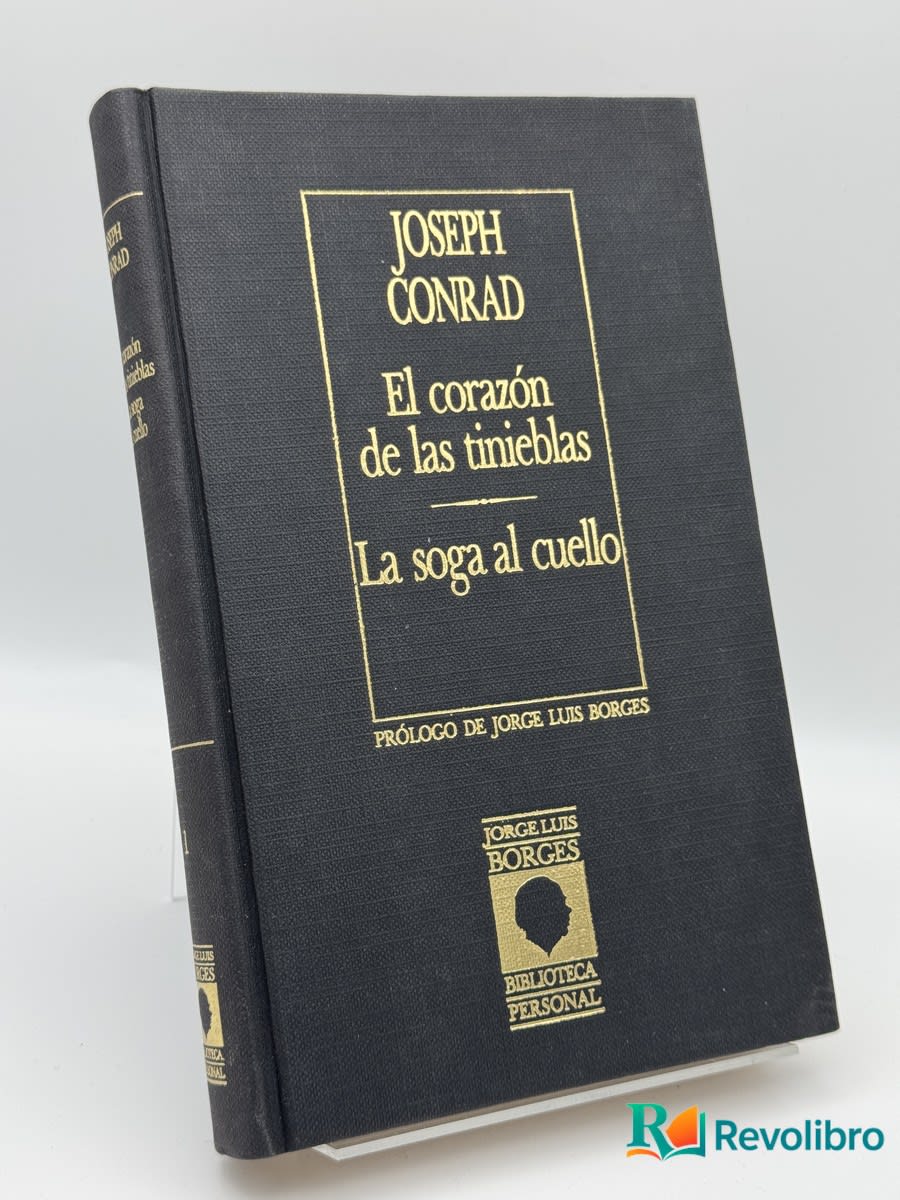 JOSEPH
CONRAD
El corazón
de las tinieblas
La soga al cuello
PRÓLOGO DE JORGE LUIS BORGES
JORGE LUIS
BORGES
BIBLIOTECA
PERSONAL
1
Revolibro